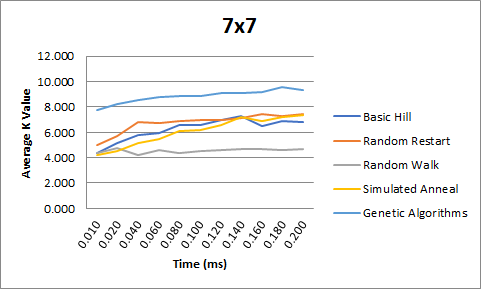 7x7
12.000
10.000
8.000
6.000
4.000
2.000
0.000
Average K Value
0.010
0.020
0.040
0.060
0.080
0.100
0.120
0.140
0.160
0.180
0.200
Time (ms)
Basic Hill
Random Restart
Random Walk
Simulated Anneal
Genetic Algorithms